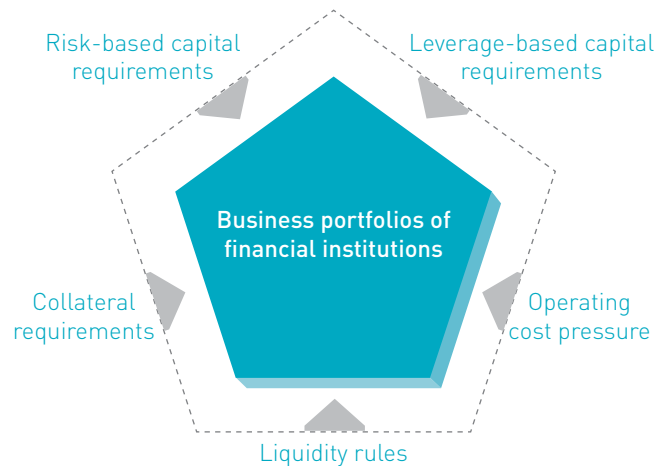 Risk-based capital
requirements
Leverage-based capital
requirements
Business portfolios of
financial institutions
Collateral
requirements
Operating
cost pressure
Liquidity rules